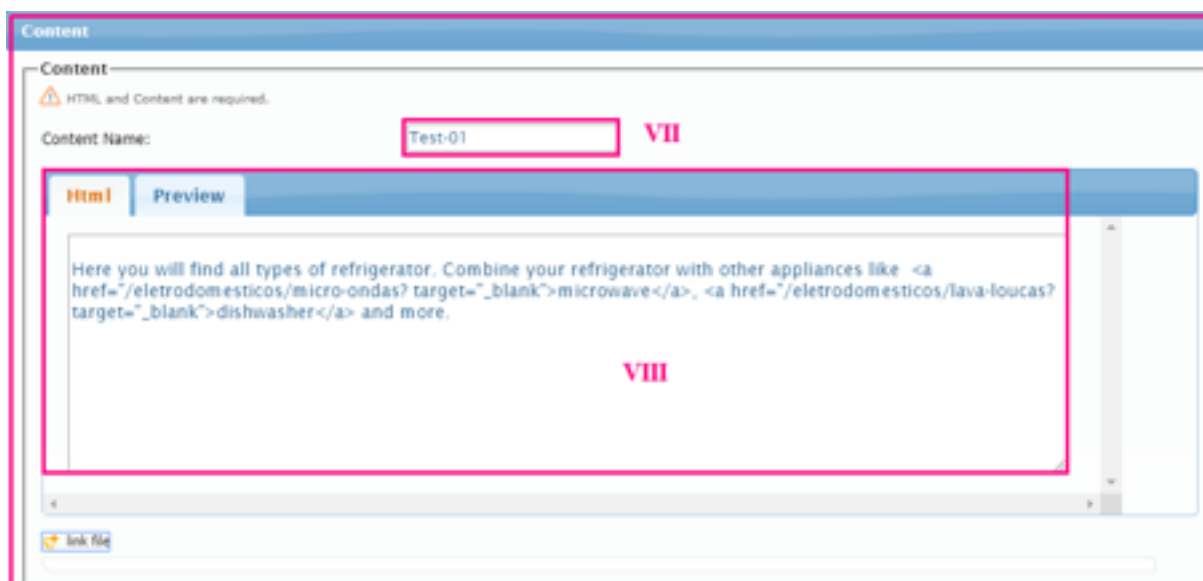 Content
Content
HTML and Content are required.
Content Name:
Test-01
VII
Html
Preview
Here you will find all types of refrigerator. Combine your refrigerator with other appliances like <a
href="/eletrodomesticos/micro-ondas? target="_blank">microwave</a>, <a href="/eletrodomesticos/lava-loucas?
target="_blank">dishwasher</a> and more.
VIII
link file